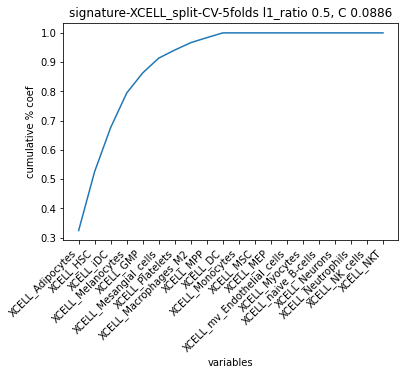 signature-XCELL_split-CV-5folds l1_ratio 0.5, C 0.0886
cumulative % coef
1.0
0.9
0.8
0.7
0.6
0.5
0.4
0.3
XCELL_Adipocytes
XCELL_HSC
XCELL_iDC
XCELL_Melanocytes
XCELL_GMP
XCELL_Mesangial_cells
XCELL_Platelets
XCELL_Macrophages_M2
XCELL_MPP
XCELL_DC
XCELL_Monocytes
XCELL_MSC
XCELL_MEP
XCELL_mv_Endothelial_cells
XCELL_Myocytes
XCELL_naive_B-cells
XCELL_Neurons
XCELL_Neutrophils
XCELL_NK_cells
XCELL_NKT
variables